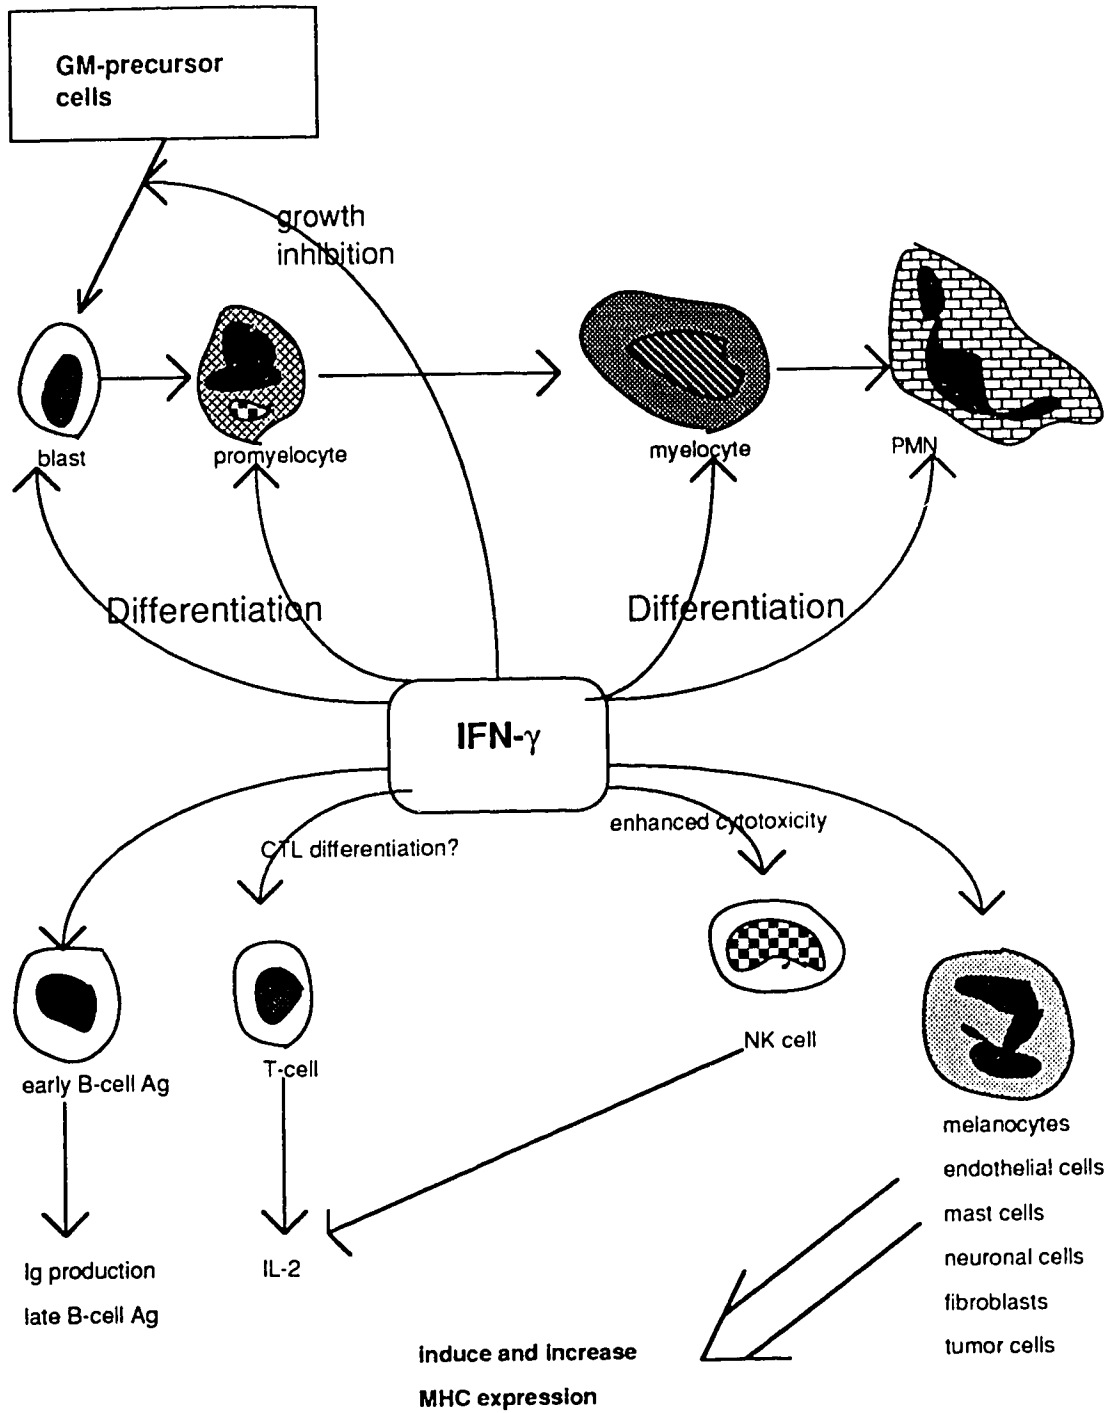 GM-precursor
cells
growth
inhibition
blast
promyelocyte
myelocyte
PMN
Differentiation
Differentiation
IFN-γ
CTL differentiation?
enhanced cytotoxicity
early B-cell Ag
T-cell
NK cell
Ig production
late B-cell Ag
IL-2
melanocytes
endothelial cells
mast cells
neuronal cells
fibroblasts
tumor cells
induce and increase
MHC expression